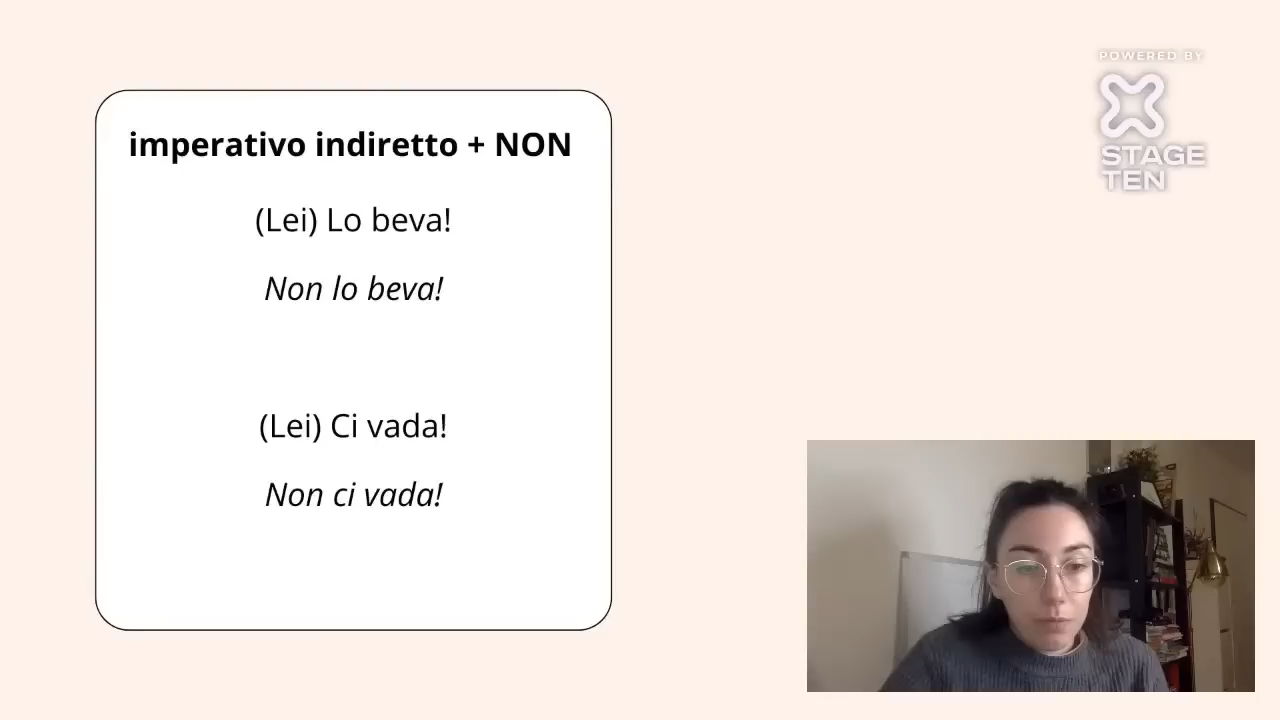 imperativo indiretto + NON
(Lei) Lo beva!
Non lo beva!
(Lei) Ci vada!
Non ci vada!
POWERED BY
STAGE
TEN